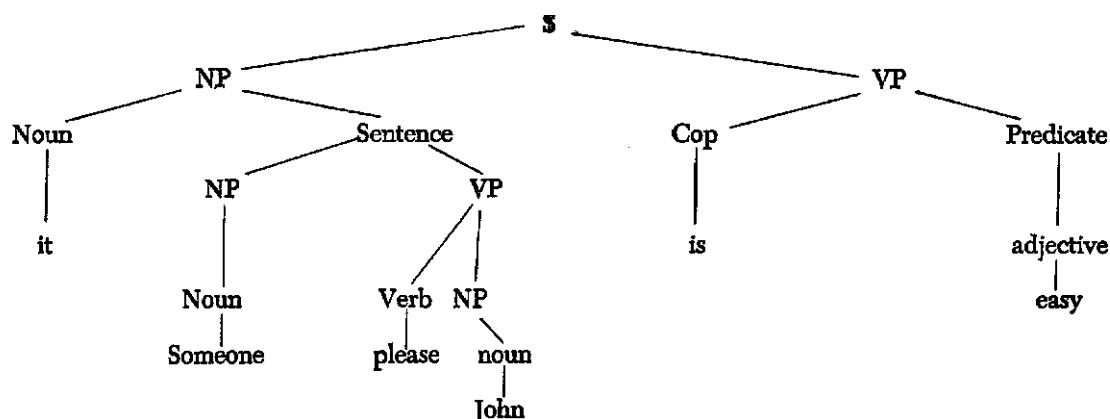 S
NP VP
Noun Sentence Cop Predicate
NP VP
it is adjective
Noun Verb NP easy
Someone please noun
John